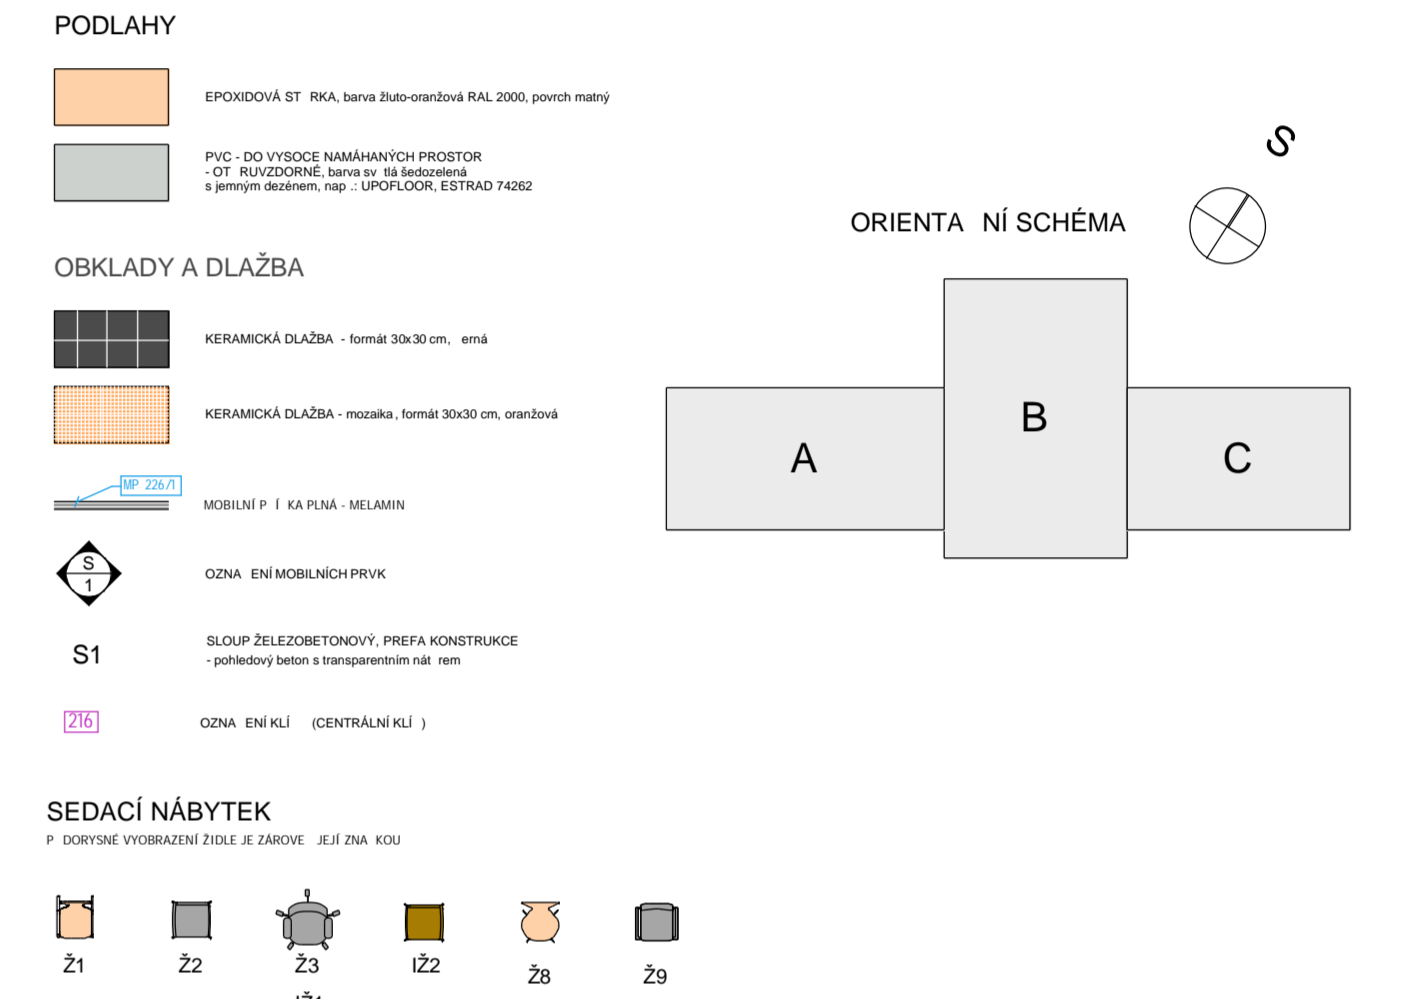 PODLAHY
EPOXIDOVÁ ST RKA, barva žluto-oranžová RAL 2000, povrch matný
PVC - DO VYSOCE NAMÁHANÝCH PROSTOR
- OT RUVZDORNÉ, barva sv tlá šedozelená
s jemným dezénem, nap .: UPOFLOOR, ESTRAD 74262
OBKLADY A DLAŽBA
KERAMICKÁ DLAŽBA - formát 30x30 cm, erná
KERAMICKÁ DLAŽBA - mozaika, formát 30x30 cm, oranžová
MP 226/1
MOBILNÍ P Í KA PLNÁ - MELAMIN
S
1
OZNA ENÍ MOBILNÍCH PRVK
S1
SLOUP ŽELEZOBETONOVÝ, PREFA KONSTRUKCE
- pohledový beton s transparentním nát rem
216
OZNA ENÍ KLÍ (CENTRÁLNÍ KLÍ )
S
ORIENTA NÍ SCHÉMA
A
B
C
SEDACÍ NÁBYTEK
P DORYSNÉ VYOBRAZENÍ ŽIDLE JE ZÁROVE JEJÍ ZNA KOU
Ž1
Ž2
Ž3
IŽ2
Ž8
Ž9